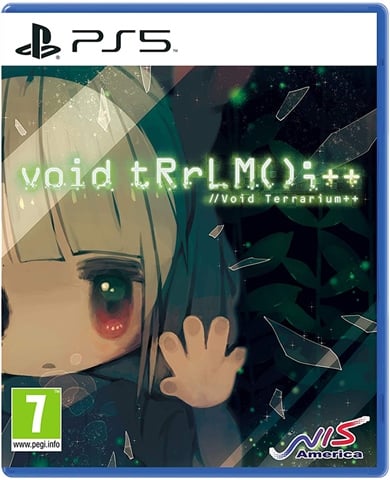 PS5
void tRrLM();++
//Void Terrarium++
7
www.pegi.info
NIS
America